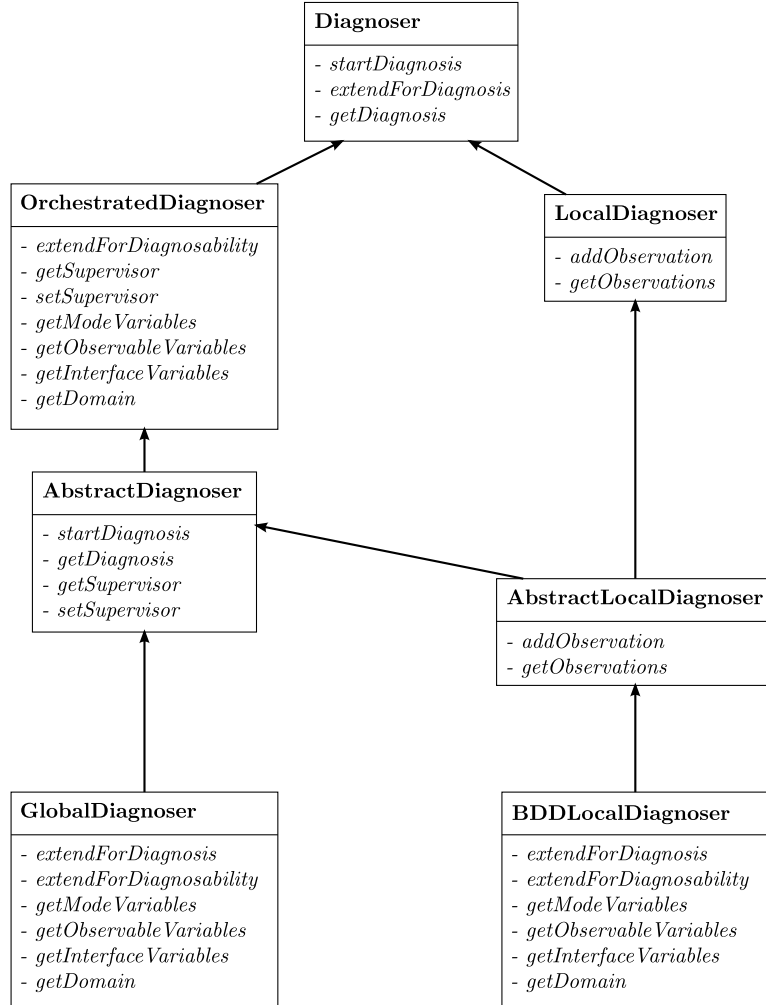 Diagnoser
- startDiagnosis
- extendForDiagnosis
- getDiagnosis
OrchestratedDiagnoser
- extendForDiagnosability
- getSupervisor
- setSupervisor
- getModeVariables
- getObservableVariables
- getInterfaceVariables
- getDomain
LocalDiagnoser
- addObservation
- getObservations
AbstractDiagnoser
- startDiagnosis
- getDiagnosis
- getSupervisor
- setSupervisor
AbstractLocalDiagnoser
- addObservation
- getObservations
GlobalDiagnoser
- extendForDiagnosis
- extendForDiagnosability
- getModeVariables
- getObservableVariables
- getInterfaceVariables
- getDomain
BDDLocalDiagnoser
- extendForDiagnosis
- extendForDiagnosability
- getModeVariables
- getObservableVariables
- getInterfaceVariables
- getDomain